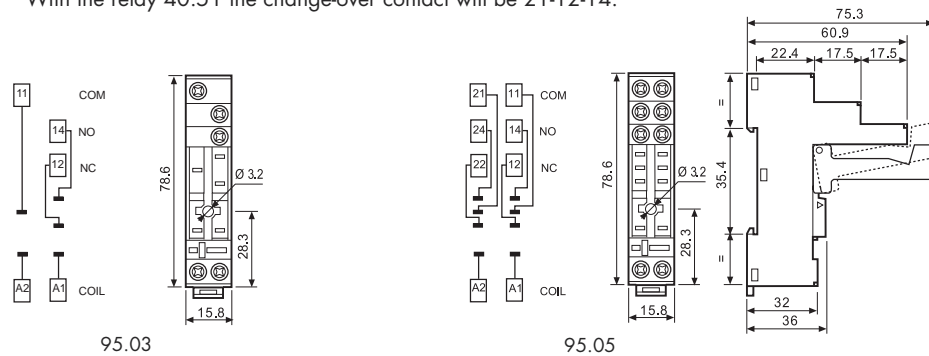 With the relay 40.51 the change-over contact will be 21-12-14.
75.3
60.9
22.4 17.5 17.5
11 COM
14 NO
12 NC
78.6
Ø 3.2
28.3
A2 A1 COIL
15.8
95.03
21 11 COM
24 14 NO
22 12 NC
78.6
Ø 3.2
28.3
A2 A1 COIL
15.8
95.05
=
35.4
=
32
36